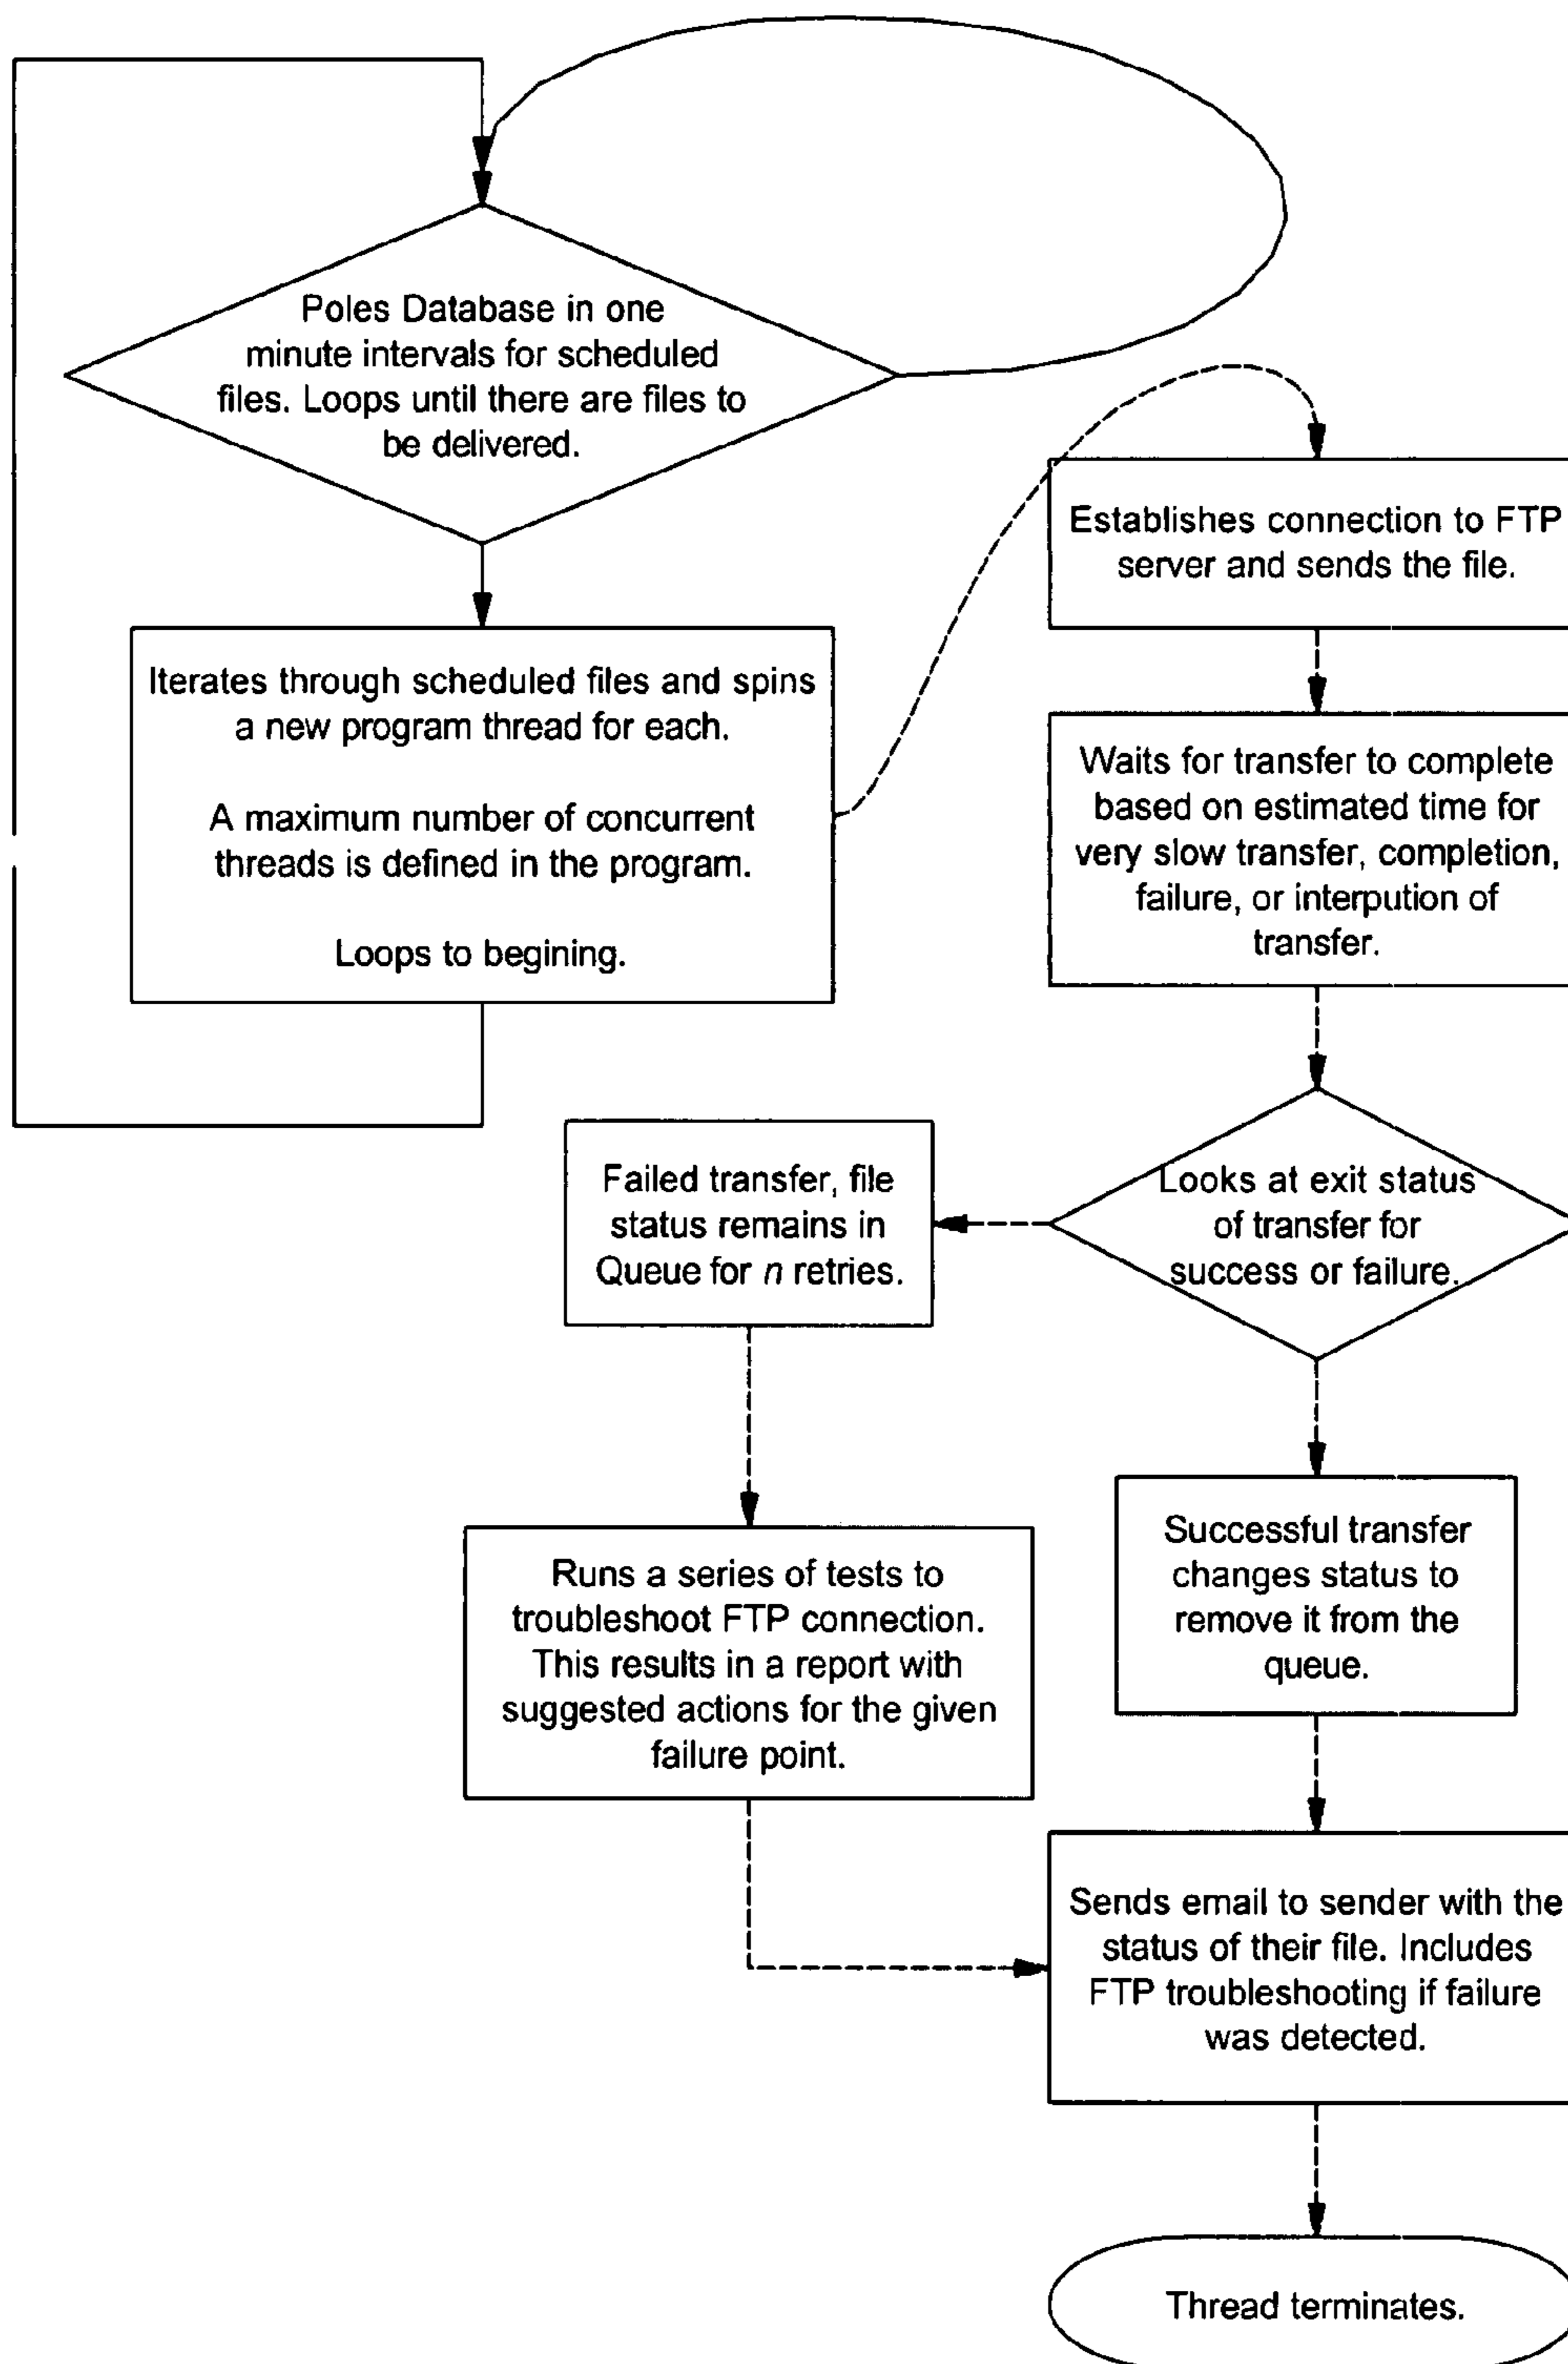 Poles Database in one
minute intervals for scheduled
files. Loops until there are files to
be delivered.
Iterates through scheduled files and spins
a new program thread for each.
A maximum number of concurrent
threads is defined in the program.
Loops to begining.
Establishes connection to FTP
server and sends the file.
Waits for transfer to complete
based on estimated time for
very slow transfer, completion,
failure, or interpution of
transfer.
Looks at exit status
of transfer for
success or failure.
Failed transfer, file
status remains in
Queue for n retries.
Runs a series of tests to
troubleshoot FTP connection.
This results in a report with
suggested actions for the given
failure point.
Successful transfer
changes status to
remove it from the
queue.
Sends email to sender with the
status of their file. Includes
FTP troubleshooting if failure
was detected.
Thread terminates.